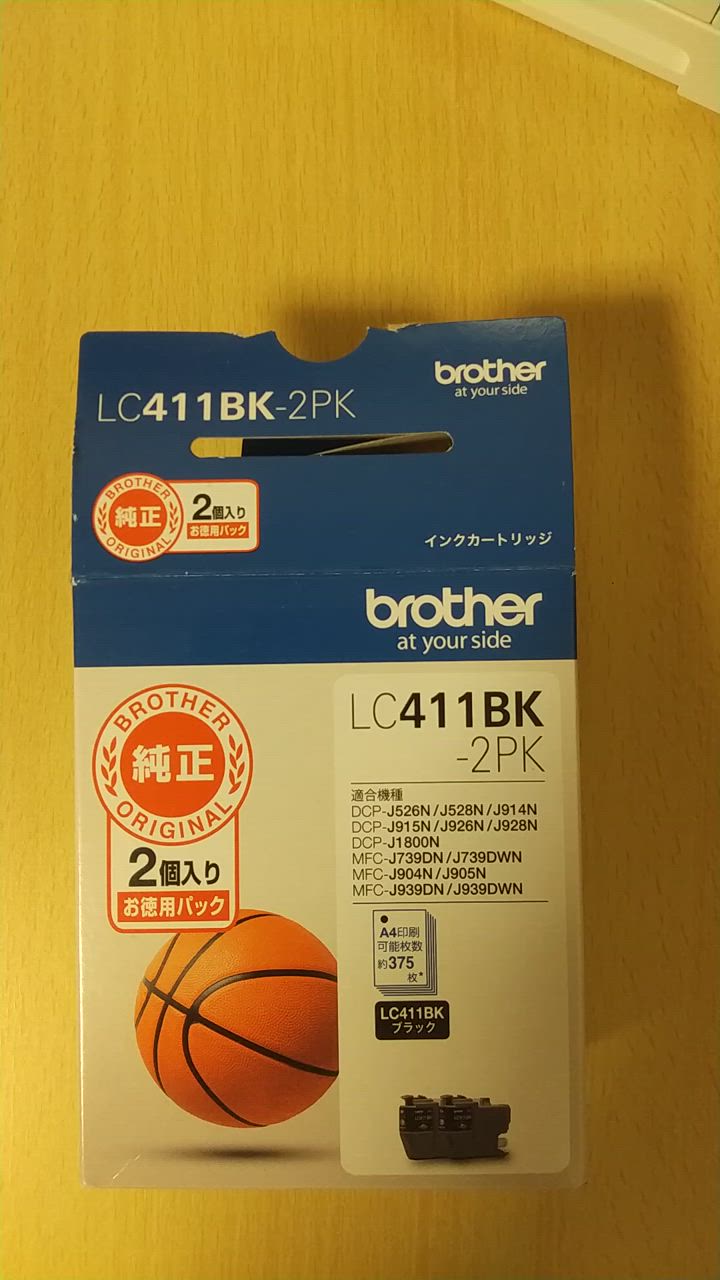 LC411BK-2PK
brother
at your side
BROTHER
純正
ORIGINAL
2個入り
お徳用パック
インクカートリッジ
brother
at your side
BROTHER
純正
ORIGINAL
2個入り
お徳用パック
LC411BK
-2PK
適合機種
DCP-J526N/J528N/J914N
DCP-J915N/J926N/J928N
DCP-J1800N
MFC-J739DN/J739DWN
MFC-J904N/J905N
MFC-J939DN/J939DWN
A4印刷
可能枚数
約375
枚*
LC411BK
ブラック